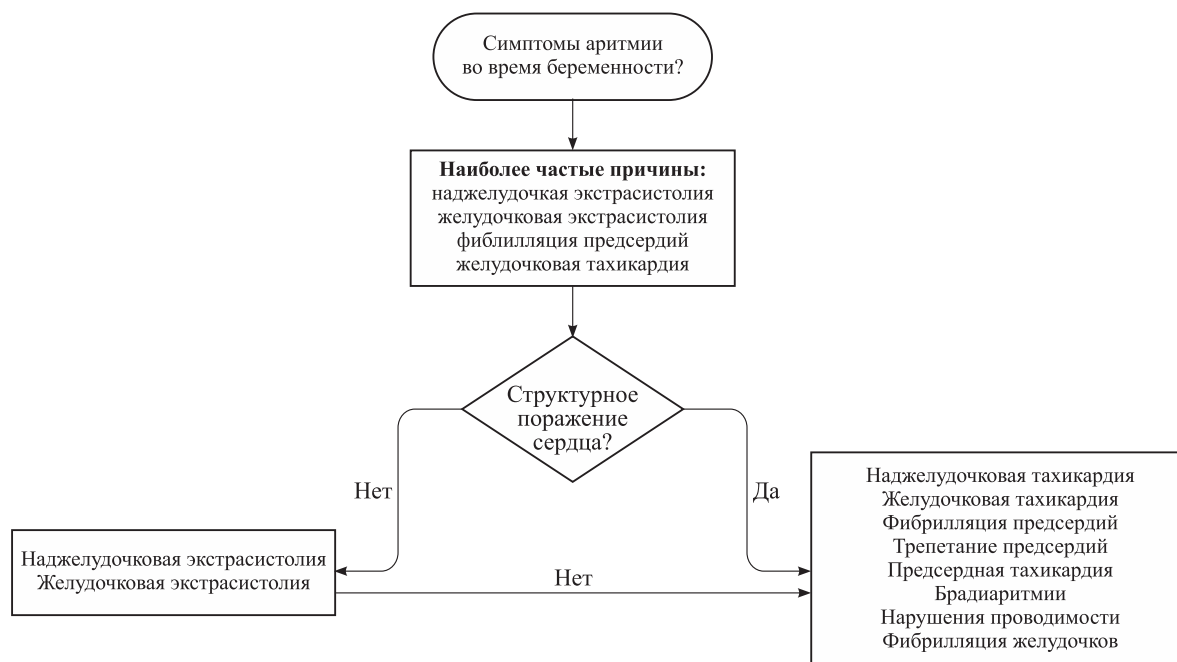 Симптомы аритмии
во время беременности?
Наиболее частые причины:
наджелудочкая экстрасистолия
желудочковая экстрасистолия
фиблилляция предсердий
желудочковая тахикардия
Структурное
поражение
сердца?
Нет
Да
Наджелудочковая экстрасистолия
Желудочковая экстрасистолия
Нет
Наджелудочковая тахикардия
Желудочковая тахикардия
Фибрилляция предсердий
Трепетание предсердий
Предсердная тахикардия
Брадиаритмии
Нарушения проводимости
Фибрилляция желудочков